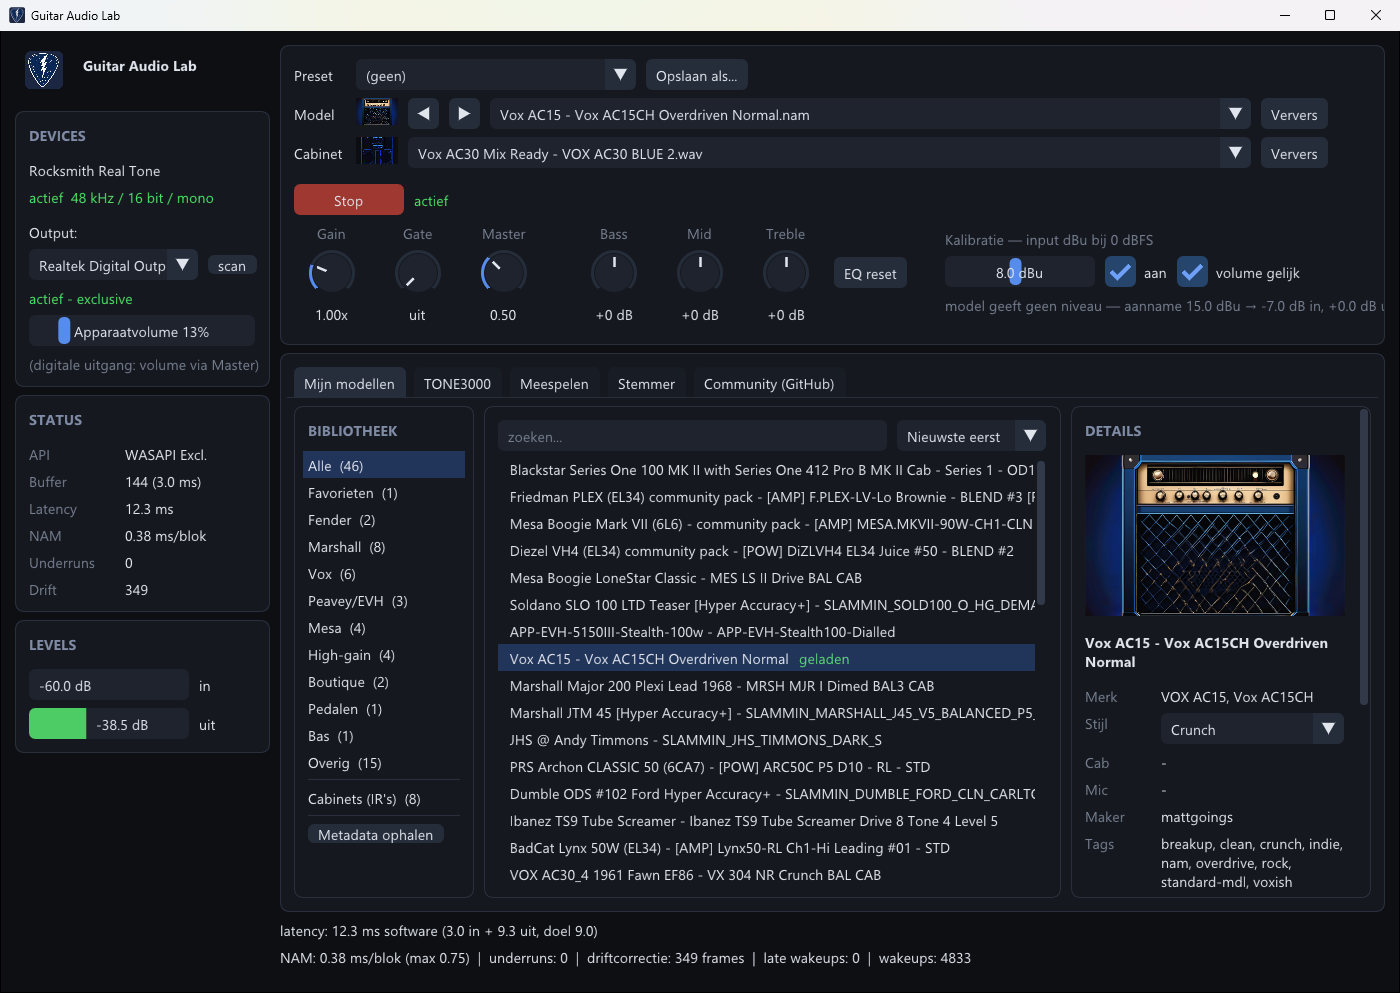 Guitar Audio Lab
Guitar Audio Lab
DEVICES
Rocksmith Real Tone
actief 48 kHz / 16 bit / mono
Output:
Realtek Digital Outp
scan
actief - exclusive
Apparaatvolume 13%
(digitale uitgang: volume via Master)
STATUS
API WASAPI Excl.
Buffer 144 (3.0 ms)
Latency 12.3 ms
NAM 0.38 ms/blok
Underruns 0
Drift 349
LEVELS
-60.0 dB in
-38.5 dB uit
Preset (geen) Opslaan als...
Model Vox AC15 - Vox AC15CH Overdriven Normal.nam Ververs
Cabinet Vox AC30 Mix Ready - VOX AC30 BLUE 2.wav Ververs
Stop actief
Gain Gate Master Bass Mid Treble
1.00x uit 0.50 +0 dB +0 dB +0 dB
EQ reset
Kalibratie — input dBu bij 0 dBFS
8.0 dBu aan volume gelijk
model geeft geen niveau — aanname 15.0 dBu → -7.0 dB in, +0.0 dB
Mijn modellen TONE3000 Meespelen Stemmer Community (GitHub)
BIBLIOTHEEK
Alle (46)
Favorieten (1)
Fender (2)
Marshall (8)
Vox (6)
Peavey/EVH (3)
Mesa (4)
High-gain (4)
Boutique (2)
Pedalen (1)
Bas (1)
Overig (15)
Cabinets (IR's) (8)
Metadata ophalen
zoeken... Nieuwste eerst
Blackstar Series One 100 MK II with Series One 412 Pro B MK II Cab - Series 1 - OD1
Friedman PLEX (EL34) community pack - [AMP] F.PLEX-LV-Lo Brownie - BLEND #3 [F
Mesa Boogie Mark VII (6L6) - community pack - [AMP] MESA.MKVII-90W-CH1-CLN
Diezel VH4 (EL34) community pack - [POW] DiZLVH4 EL34 Juice #50 - BLEND #2
Mesa Boogie LoneStar Classic - MES LS II Drive BAL CAB
Soldano SLO 100 LTD Teaser [Hyper Accuracy+] - SLAMMIN_SOLD100_O_HG_DEMA
APP-EVH-5150III-Stealth-100w - APP-EVH-Stealth100-Dialled
Vox AC15 - Vox AC15CH Overdriven Normal geladen
Marshall Major 200 Plexi Lead 1968 - MRSH MJR I Dimed BAL3 CAB
Marshall JTM 45 [Hyper Accuracy+] - SLAMMIN_MARSHALL_J45_V5_BALANCED_P5_
JHS @ Andy Timmons - SLAMMIN_JHS_TIMMONS_DARK_S
PRS Archon CLASSIC 50 (6CA7) - [POW] ARC50C P5 D10 - RL - STD
Dumble ODS #102 Ford Hyper Accuracy+ - SLAMMIN_DUMBLE_FORD_CLN_CARLTO
Ibanez TS9 Tube Screamer - Ibanez TS9 Tube Screamer Drive 8 Tone 4 Level 5
BadCat Lynx 50W (EL34) - [AMP] Lynx50-RL Ch1-Hi Leading #01 - STD
VOX AC30_4 1961 Fawn EF86 - VX 304 NR Crunch BAL CAB
DETAILS
Vox AC15 - Vox AC15CH Overdriven
Normal
Merk VOX AC15, Vox AC15CH
Stijl Crunch
Cab -
Mic -
Maker mattgoings
Tags breakup, clean, crunch, indie,
nam, overdrive, rock,
standard-mdl, voxish
latency: 12.3 ms software (3.0 in + 9.3 uit, doel 9.0)
NAM: 0.38 ms/blok (max 0.75) | underruns: 0 | driftcorrectie: 349 frames | late wakeups: 0 | wakeups: 4833